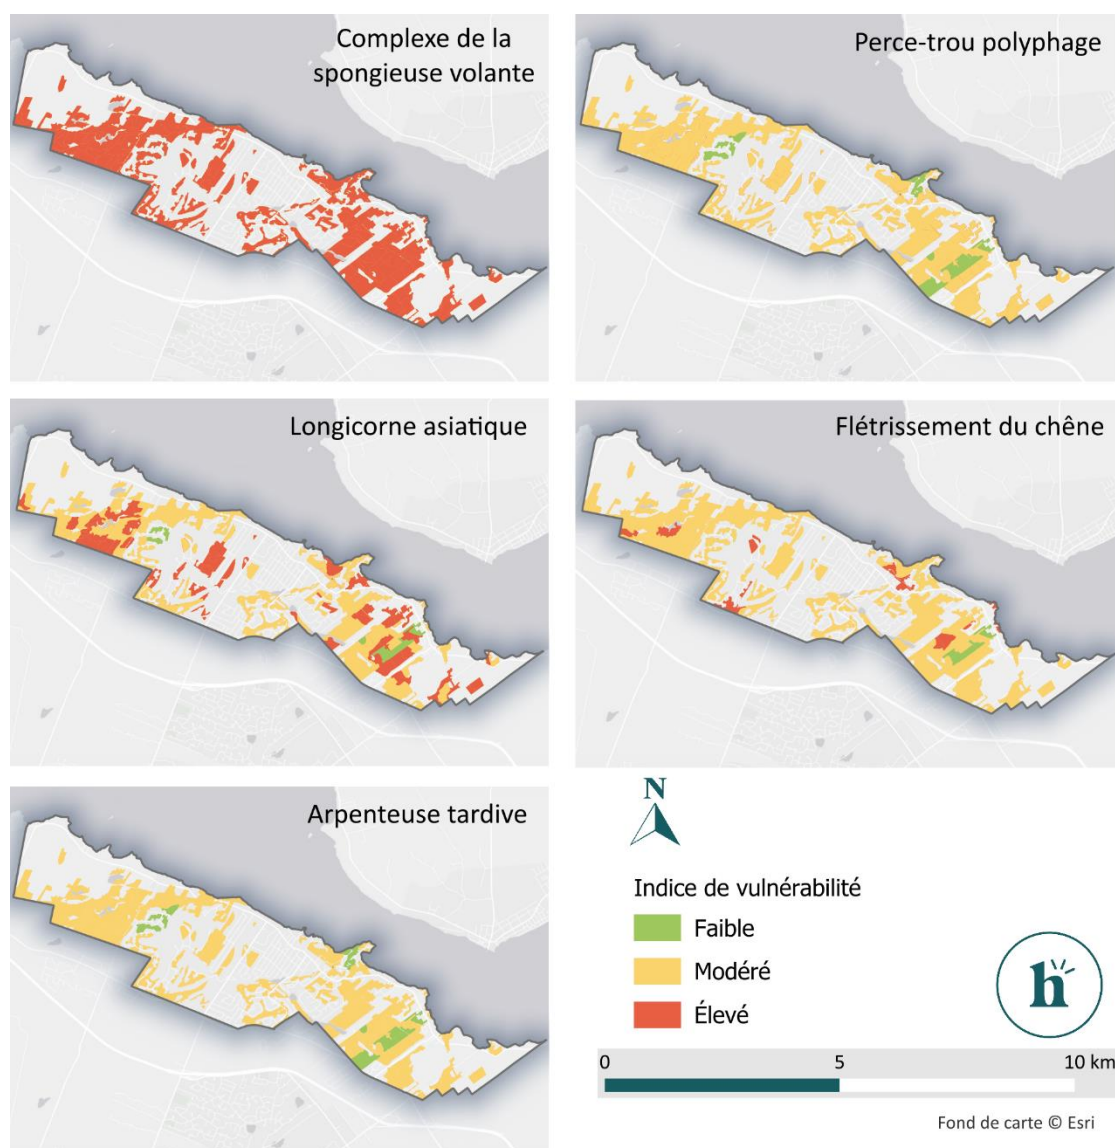 Complexe de la
spongieuse volante
Perce-trou polyphage
Longicorne asiatique
Flétrissement du chêne
Arpenteuse tardive
N
Indice de vulnérabilité
Faible
Modéré
Élevé
h
0 5 10 km
Fond de carte © Esri